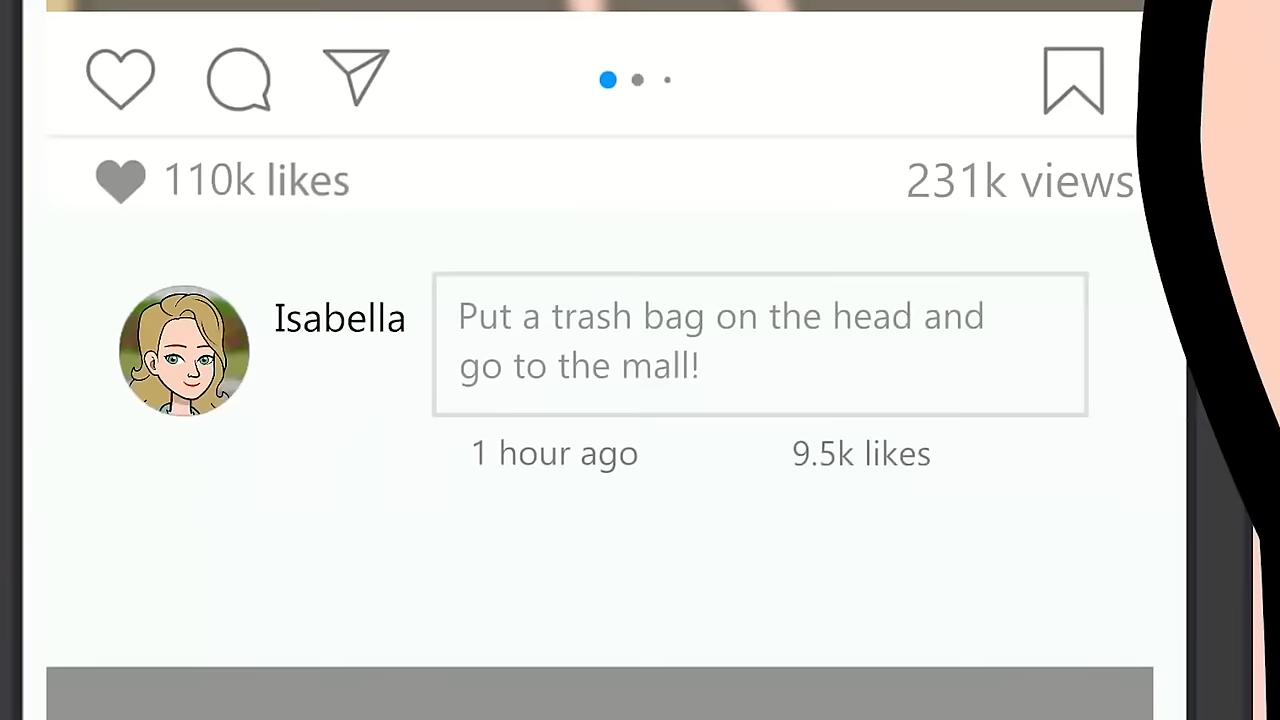 110k likes
231k views
Isabella
Put a trash bag on the head and
go to the mall!
1 hour ago
9.5k likes